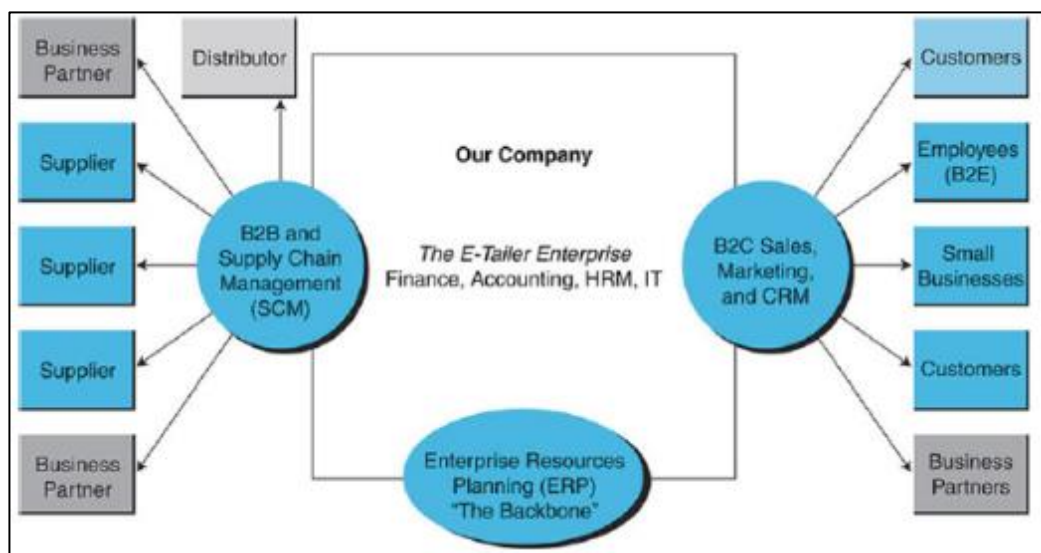 Business
Partner
Distributor
Customers
Our Company
Supplier
Employees
(B2E)
B2B and
Supply Chain
Management
(SCM)
The E-Tailer Enterprise
Finance, Accounting, HRM, IT
B2C Sales,
Marketing,
and CRM
Supplier
Small
Businesses
Supplier
Customers
Business
Partner
Enterprise Resources
Planning (ERP)
"The Backbone"
Business
Partners